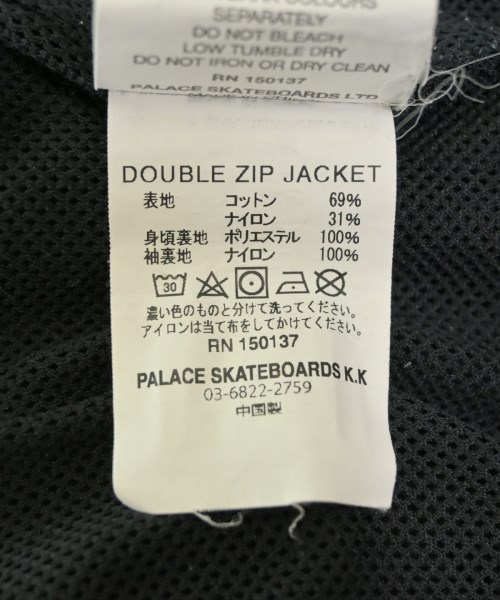 SEPARATELY
DO NOT BLEACH
LOW TUMBLE DRY
DO NOT IRON OR DRY CLEAN
RN 150137
PALACE SKATEBOARDS LTD
DOUBLE ZIP JACKET
表地 コットン 69%
ナイロン 31%
身頃裏地 ポリエステル 100%
袖裏地 ナイロン 100%
30
濃い色のものと分けて洗ってください。
アイロンは当て布をしてかけてください。
RN 150137
PALACE SKATEBOARDS K.K
03-6822-2759
中国製